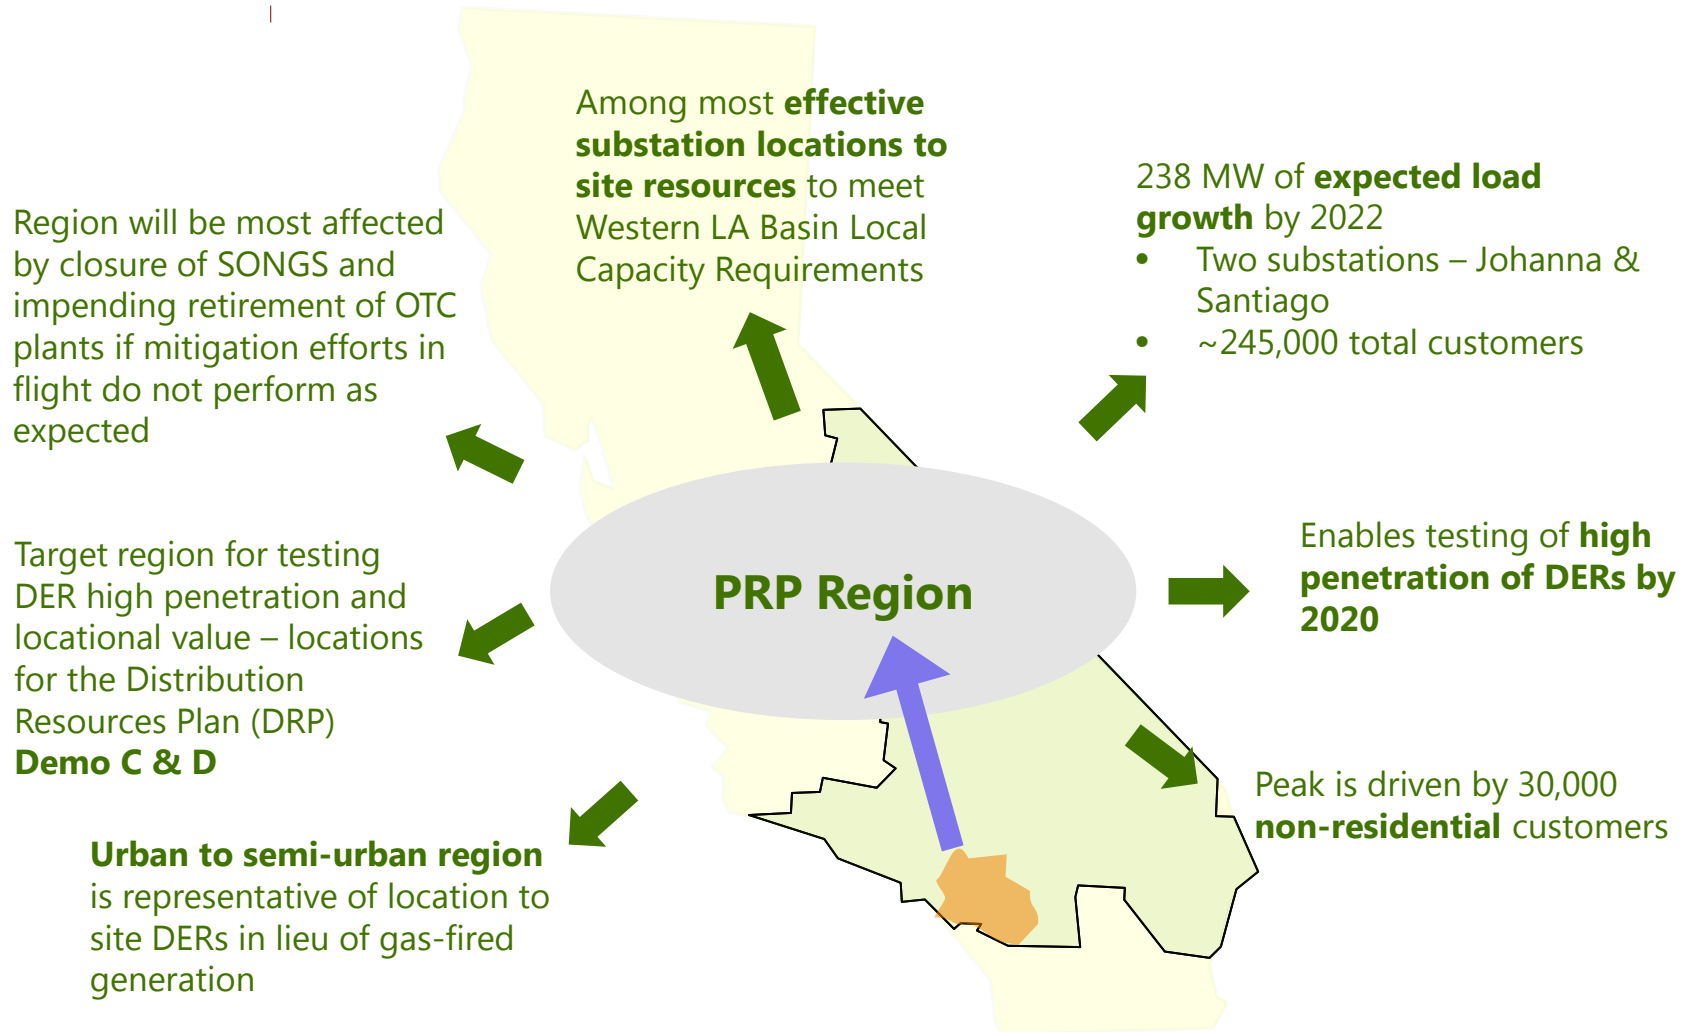 Among most effective
substation locations to
site resources to meet
Western LA Basin Local
Capacity Requirements
238 MW of expected load
growth by 2022
• Two substations – Johanna &
Santiago
• ~245,000 total customers
Region will be most affected
by closure of SONGS and
impending retirement of OTC
plants if mitigation efforts in
flight do not perform as
expected
Target region for testing
DER high penetration and
locational value – locations
for the Distribution
Resources Plan (DRP)
Demo C & D
PRP Region
Enables testing of high
penetration of DERs by
2020
Peak is driven by 30,000
non-residential customers
Urban to semi-urban region
is representative of location to
site DERs in lieu of gas-fired
generation